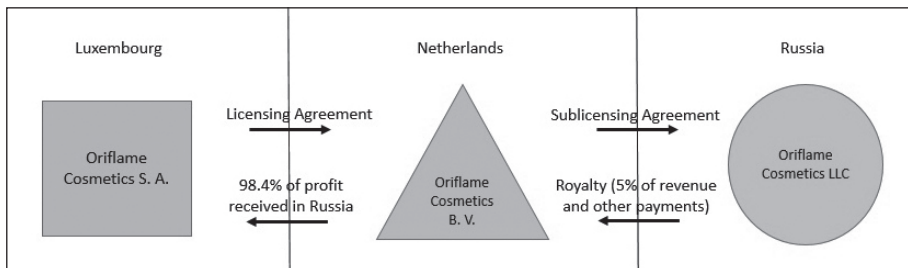 Luxembourg
Netherlands
Russia
Licensing Agreement
Sublicensing Agreement
Oriflame
Cosmetics S. A.
98.4% of profit
received in Russia
Oriflame
Cosmetics
B. V.
Royalty (5% of revenue
and other payments)
Oriflame
Cosmetics LLC